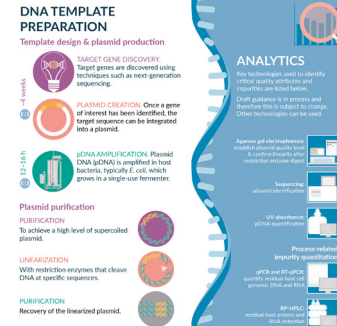 DNA TEMPLATE
PREPARATION
Template design & plasmid production
TARGET GENE DISCOVERY.
Target genes are discovered using
techniques such as next-generation
sequencing.
~4 weeks
PLASMID CREATION. Once a gene
of interest has been identified, the
target sequence can be integrated
into a plasmid.
12–16 h
pDNA AMPLIFICATION. Plasmid
DNA (pDNA) is amplified in host
bacteria, typically E. coli, which
grows in a single-use fermenter.
Plasmid purification
PURIFICATION
To achieve a high level of supercoiled
plasmid.
LINEARIZATION
With restriction enzymes that cleave
DNA at specific sequences.
PURIFICATION
Recovery of the linearized plasmid.
ANALYTICS
Key technologies used to identify
critical quality attributes and
impurities are listed below.
Draft guidance is in process and
therefore this is subject to change.
Other technologies can be used.
Agarose gel electrophoresis:
establish plasmid quality level
& confirm linearity after
restriction enzyme digest
Sequencing:
plasmid identification
UV absorbance:
pDNA quantification
Process-related
impurity quantitation
qPCR and RT-qPCR:
quantify residual host cell
genomic DNA and RNA
RP-HPLC:
residual host protein and
RNA detection